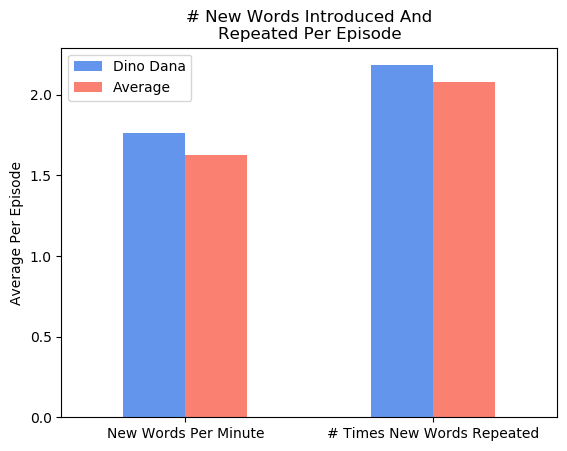 # New Words Introduced And
Repeated Per Episode
Dino Dana
Average
Average Per Episode
2.0
1.5
1.0
0.5
0.0
New Words Per Minute
# Times New Words Repeated